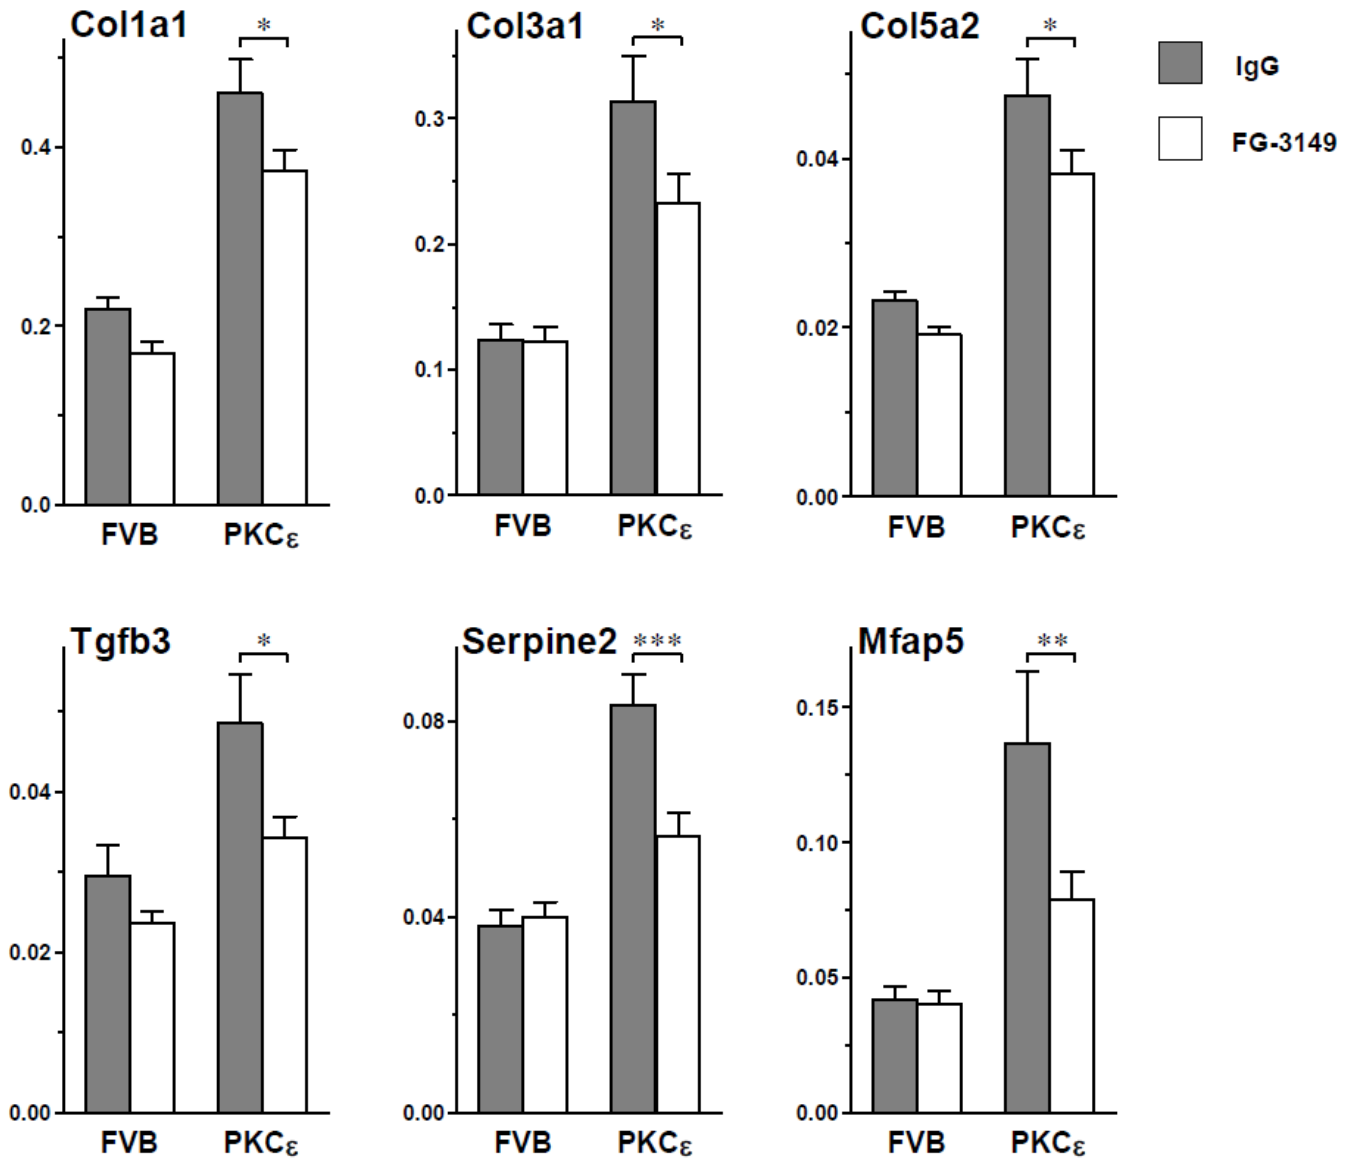 Col1a1
*
0.4
0.2
0.0
FVB
PKCε
Col3a1
*
0.3
0.2
0.1
0.0
FVB
PKCε
Col5a2
*
0.04
0.02
0.00
FVB
PKCε
IgG
FG-3149
Tgfb3
*
0.04
0.02
0.00
FVB
PKCε
Serpine2
***
0.08
0.04
0.00
FVB
PKCε
Mfap5
**
0.15
0.10
0.05
0.00
FVB
PKCε